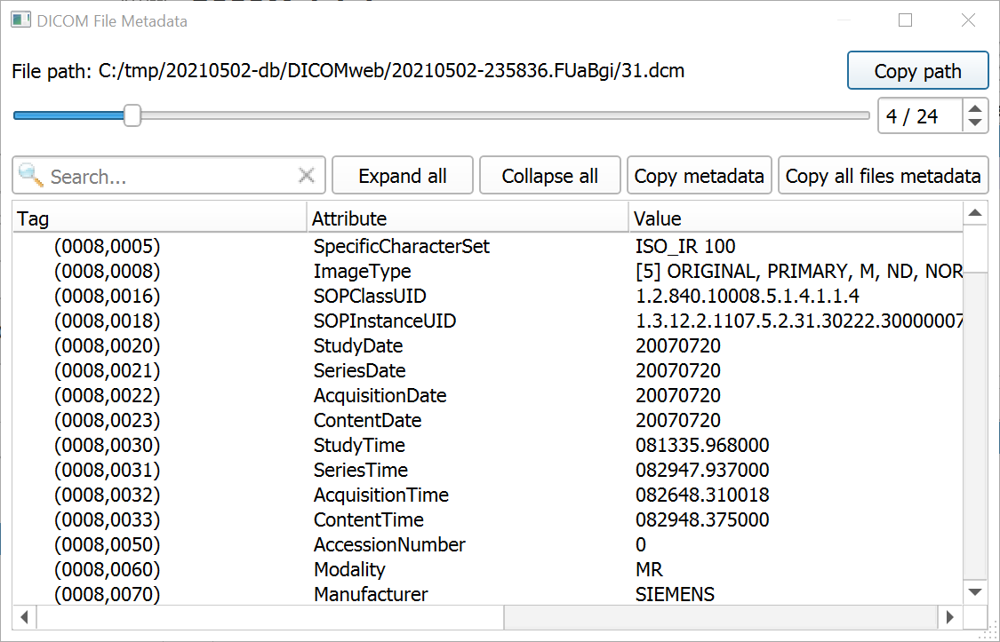 DICOM File Metadata
File path: C:/tmp/20210502-db/DICOMweb/20210502-235836.FUaBgi/31.dcm Copy path
4 / 24
Search... Expand all Collapse all Copy metadata Copy all files metadata
Tag Attribute Value
(0008,0005) SpecificCharacterSet ISO_IR 100
(0008,0008) ImageType [5] ORIGINAL, PRIMARY, M, ND, NOR
(0008,0016) SOPClassUID 1.2.840.10008.5.1.4.1.1.4
(0008,0018) SOPInstanceUID 1.3.12.2.1107.5.2.31.30222.30000007
(0008,0020) StudyDate 20070720
(0008,0021) SeriesDate 20070720
(0008,0022) AcquisitionDate 20070720
(0008,0023) ContentDate 20070720
(0008,0030) StudyTime 081335.968000
(0008,0031) SeriesTime 082947.937000
(0008,0032) AcquisitionTime 082648.310018
(0008,0033) ContentTime 082948.375000
(0008,0050) AccessionNumber 0
(0008,0060) Modality MR
(0008,0070) Manufacturer SIEMENS